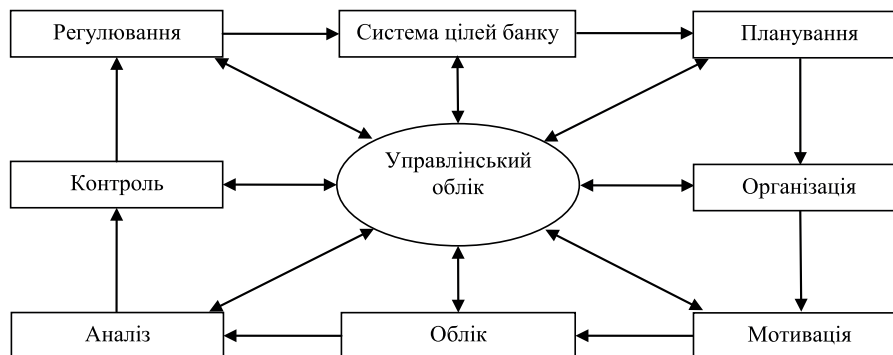 Регулювання
Система цілей банку
Планування
Управлінський
облік
Контроль
Організація
Аналіз
Облік
Мотивація